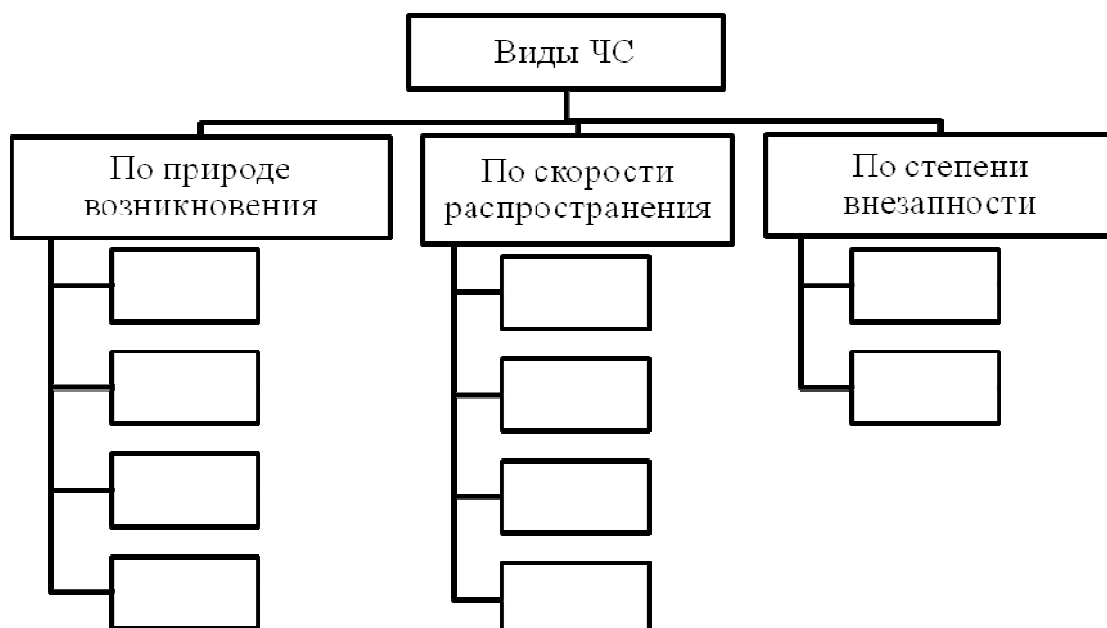 Виды ЧС
По природе
возникновения
По скорости
распространения
По степени
внезапности